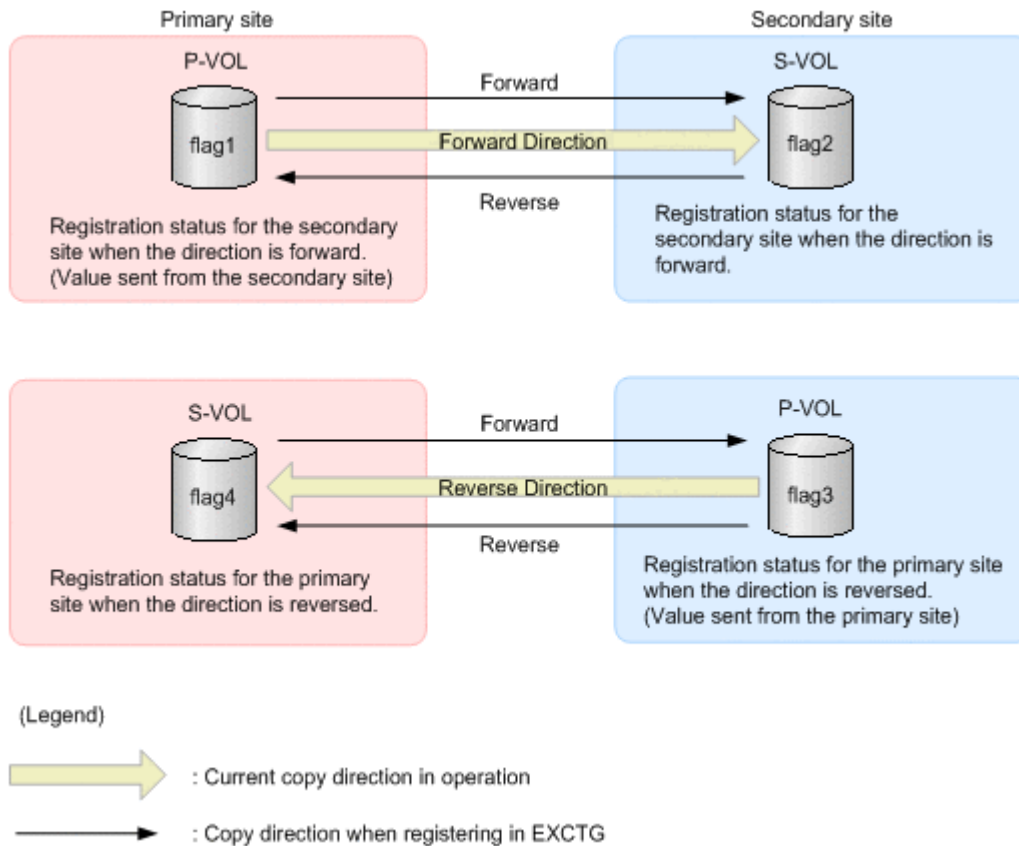 Primary site
Secondary site
P-VOL
S-VOL
Forward
flag1
Forward Direction
flag2
Reverse
Registration status for the secondary
site when the direction is forward.
(Value sent from the secondary site)
Registration status for the
secondary site when the direction is
forward.
S-VOL
P-VOL
Forward
flag4
Reverse Direction
flag3
Reverse
Registration status for the primary
site when the direction is reversed.
Registration status for the primary site
when the direction is reversed.
(Value sent from the primary site)
(Legend)
: Current copy direction in operation
: Copy direction when registering in EXCTG